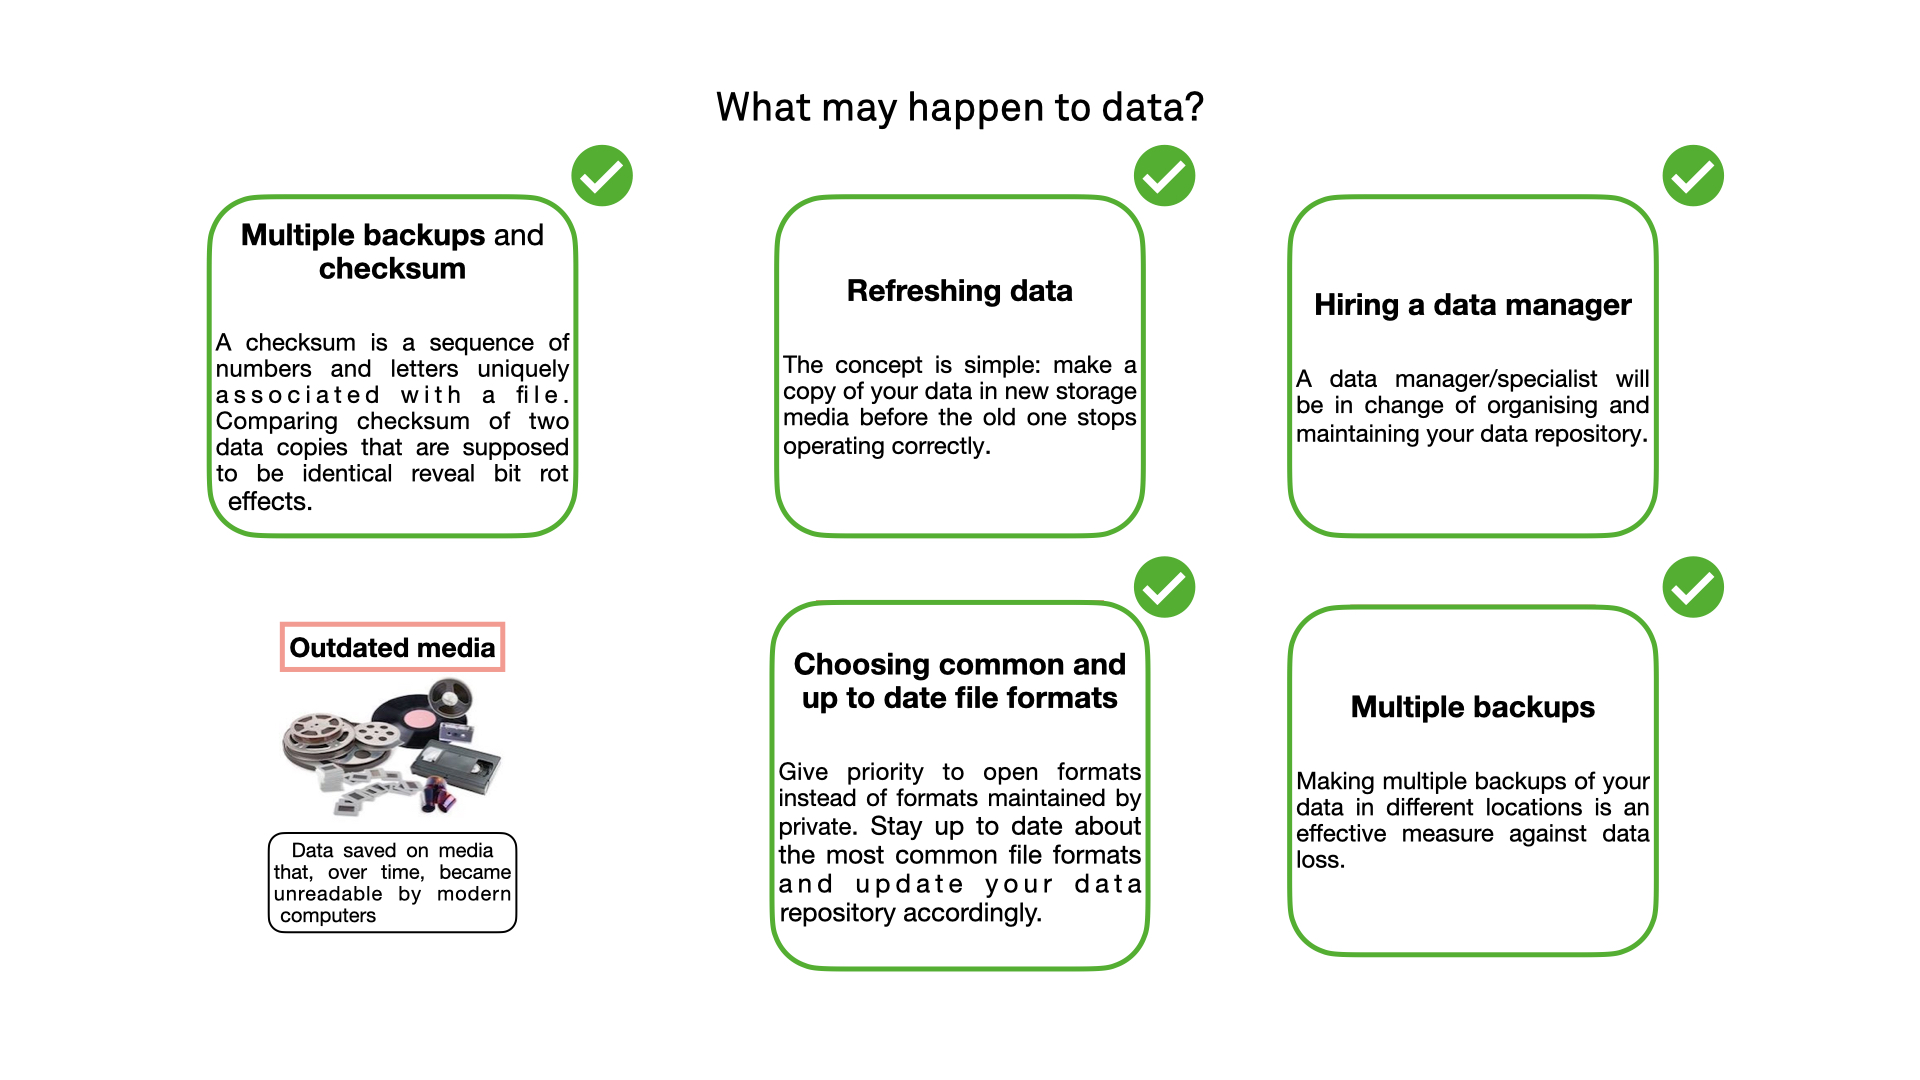 What may happen to data?
Multiple backups and
checksum
A checksum is a sequence of
numbers and letters uniquely
associated with a file.
Comparing checksum of two
data copies that are supposed
to be identical reveal bit rot
effects.
Refreshing data
The concept is simple: make a
copy of your data in new storage
media before the old one stops
operating correctly.
Hiring a data manager
A data manager/specialist will
be in change of organising and
maintaining your data repository.
Outdated media
Data saved on media
that, over time, became
unreadable by modern
computers
Choosing common and
up to date file formats
Give priority to open formats
instead of formats maintained by
private. Stay up to date about
the most common file formats
and update your data
repository accordingly.
Multiple backups
Making multiple backups of your
data in different locations is an
effective measure against data
loss.